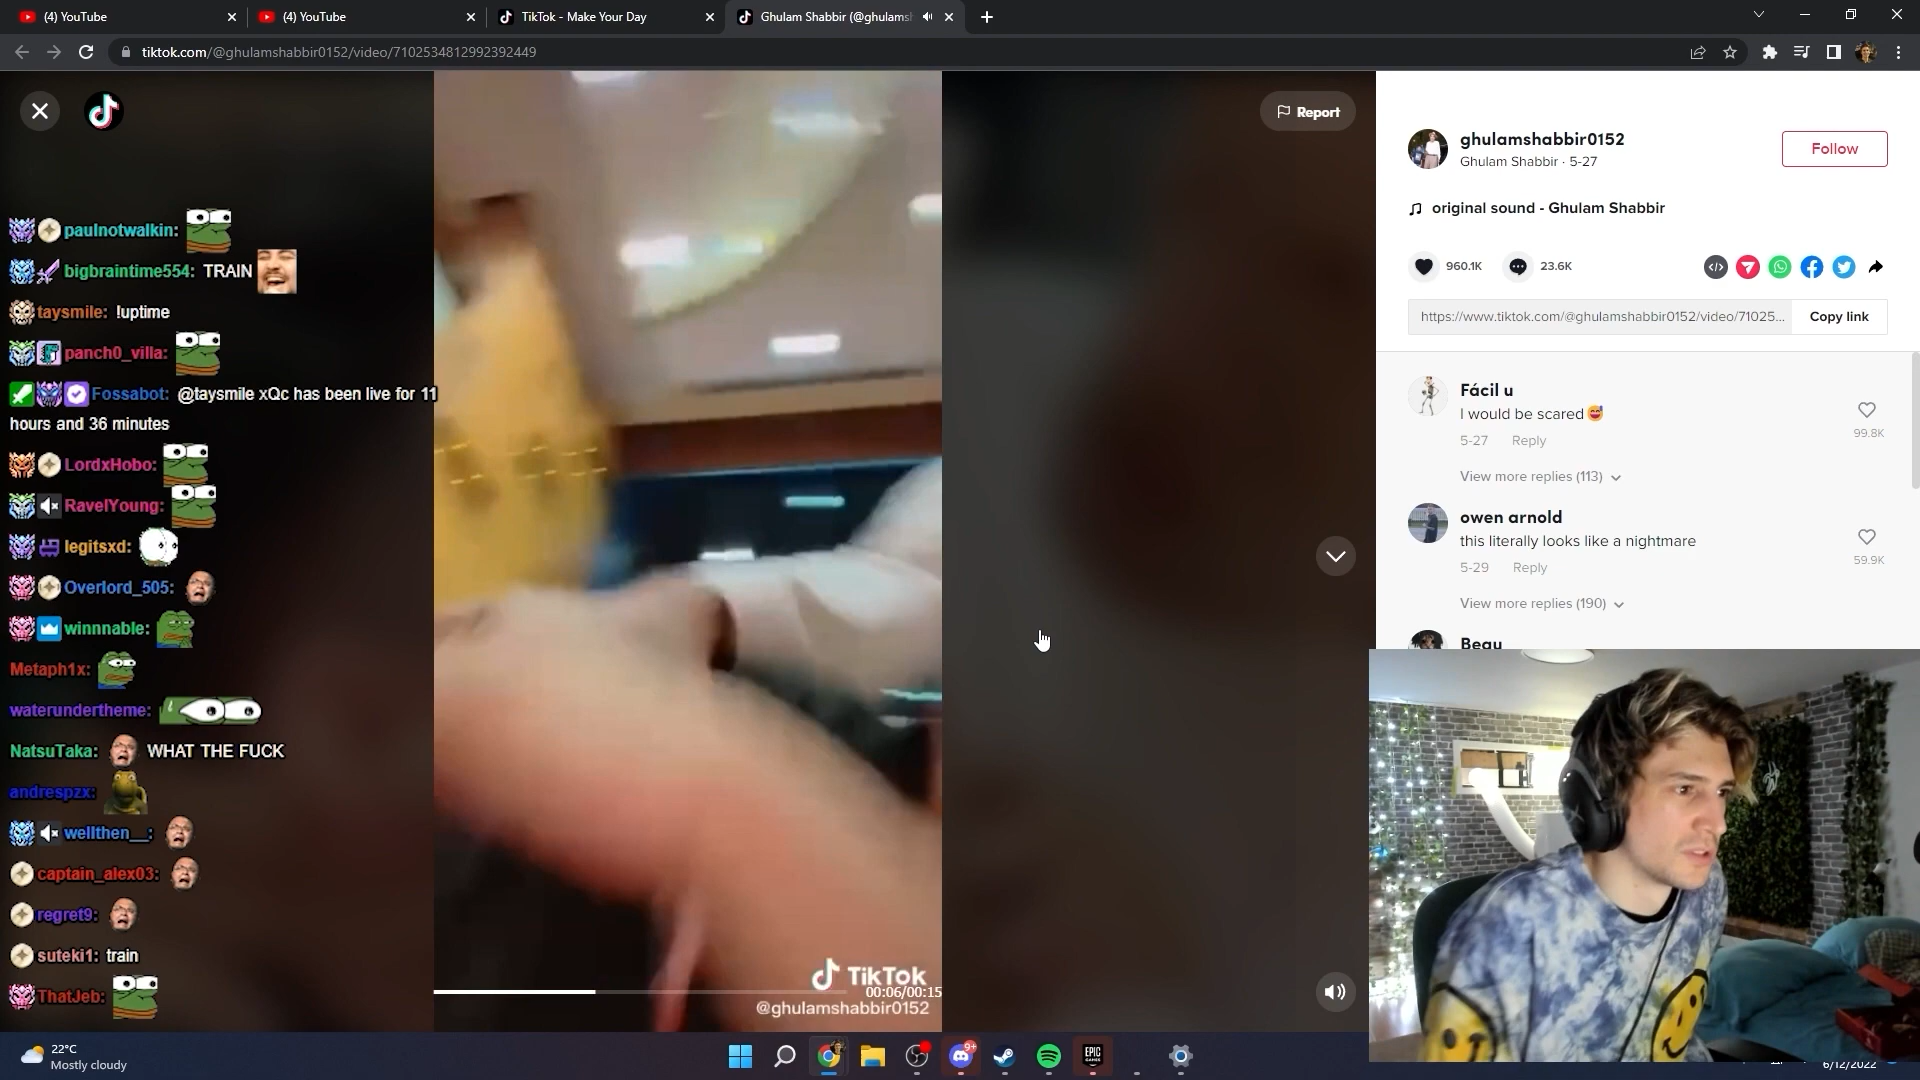 (4) YouTube
(4) YouTube
TikTok - Make Your Day
Ghulam Shabbir (@ghulamsh
tiktok.com/@ghulamshabbir0152/video/7102534812992392449
Report
paulnotwalkin:
bigbraintime554: TRAIN
taysmile: !uptime
panch0_villa:
Fossabot: @taysmile xQc has been live for 11
hours and 36 minutes
LordxHobo:
RavelYoung:
legitsxd:
Overlord_505:
winnnable:
Metaph1x:
waterundertheme:
NatsuTaka: WHAT THE FUCK
andrespzx:
wellthen__:
captain_alex03:
regret9:
suteki1: train
ThatJeb:
TikTok
00:06/00:15
@ghulamshabbir0152
ghulamshabbir0152
Ghulam Shabbir · 5-27
Follow
original sound - Ghulam Shabbir
960.1K
23.6K
https://www.tiktok.com/@ghulamshabbir0152/video/71025...
Copy link
Fácil u
I would be scared
99.8K
5-27
Reply
View more replies (113)
owen arnold
this literally looks like a nightmare
59.9K
5-29
Reply
View more replies (190)
Beau
22°C
Mostly cloudy
9+
EPIC
GAMES
6/12/2022